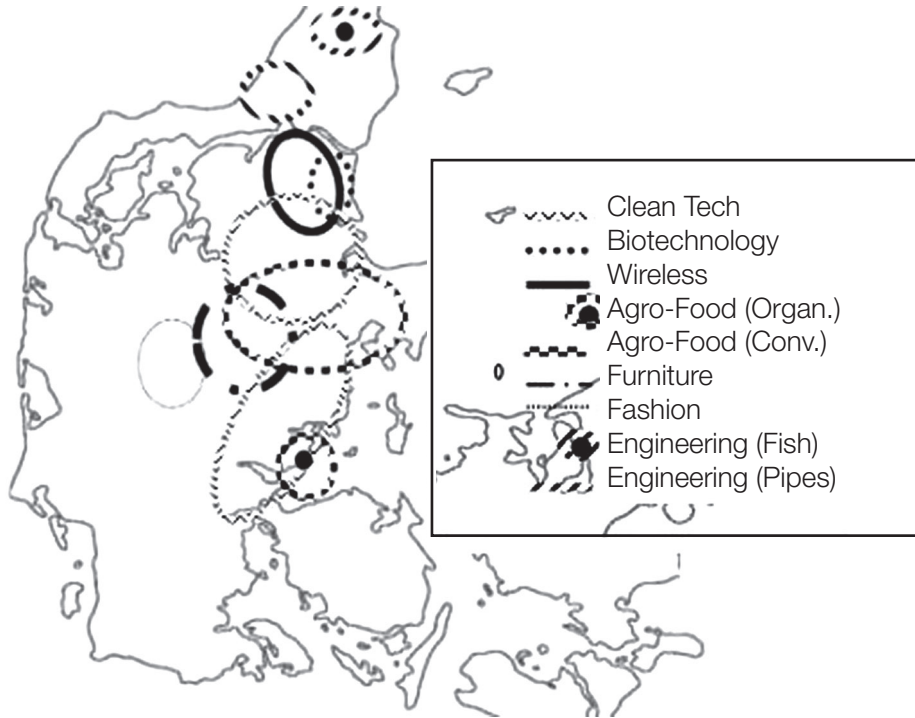 Clean Tech
Biotechnology
Wireless
Agro-Food (Organ.)
Agro-Food (Conv.)
Furniture
Fashion
Engineering (Fish)
Engineering (Pipes)